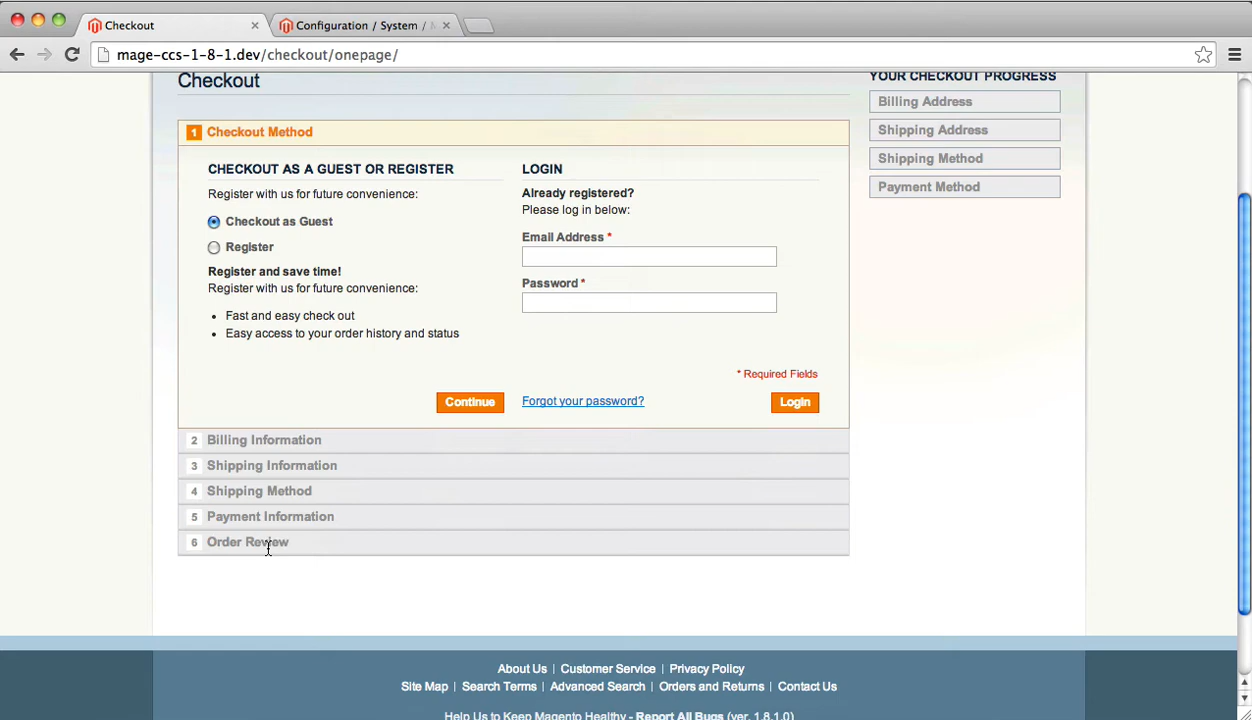 Checkout
Configuration / System /
mage-ccs-1-8-1.dev/checkout/onepage/
Checkout
1 Checkout Method
CHECKOUT AS A GUEST OR REGISTER
Register with us for future convenience:
Checkout as Guest
Register
Register and save time!
Register with us for future convenience:
• Fast and easy check out
• Easy access to your order history and status
Continue
LOGIN
Already registered?
Please log in below:
Email Address *
Password *
* Required Fields
Forgot your password?
Login
2 Billing Information
3 Shipping Information
4 Shipping Method
5 Payment Information
6 Order Review
YOUR CHECKOUT PROGRESS
Billing Address
Shipping Address
Shipping Method
Payment Method
About Us | Customer Service | Privacy Policy
Site Map | Search Terms | Advanced Search | Orders and Returns | Contact Us
Help Us to Keep Magento Healthy - Report All Bugs (ver. 1.8.1.0)